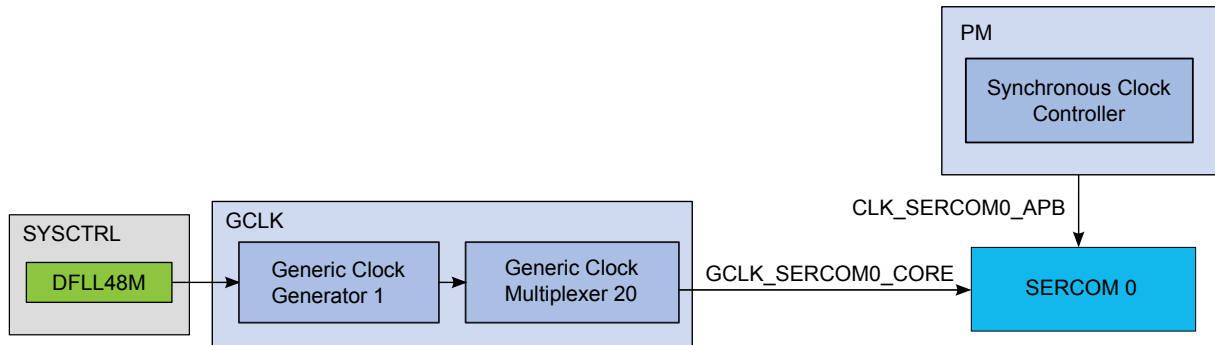 PM
Synchronous Clock
Controller
CLK_SERCOM0_APB
SYSCTRL
DFLL48M
GCLK
Generic Clock
Generator 1
Generic Clock
Multiplexer 20
GCLK_SERCOM0_CORE
SERCOM 0